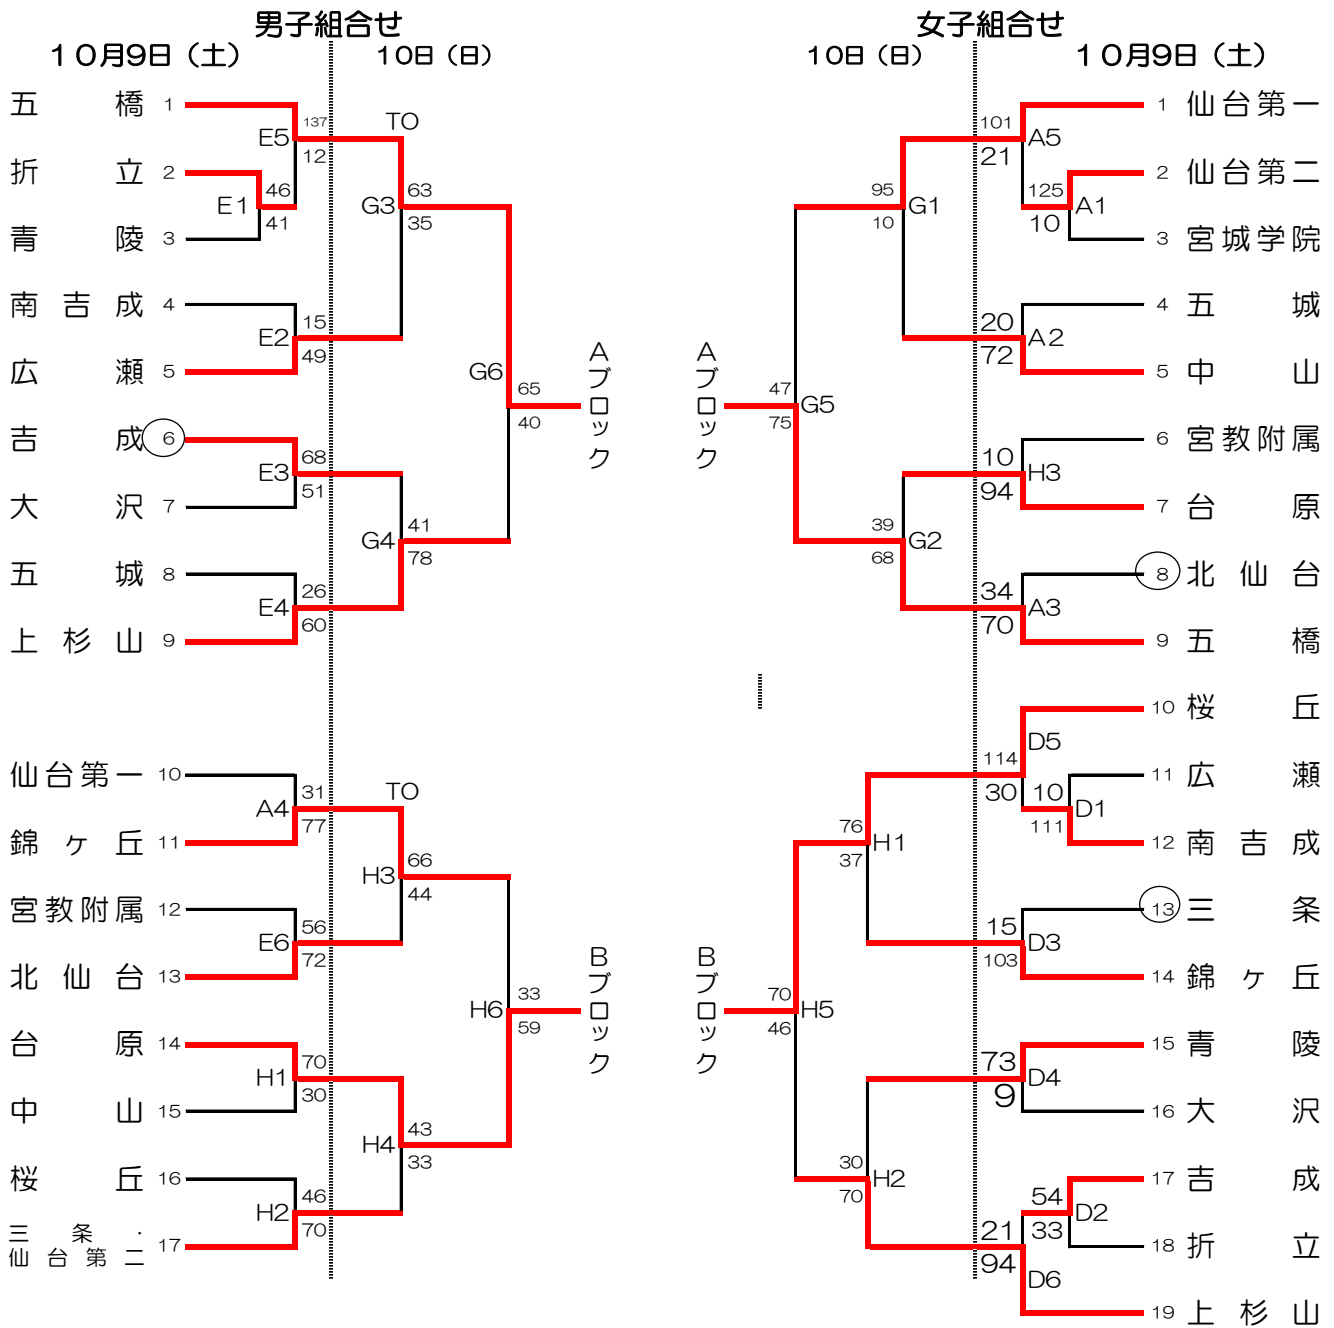 男子組合せ
10月9日（土）
10日（日）
五橋 1
折立 2
青陵 3
南吉成 4
広瀬 5
吉成 6
大沢 7
五城 8
上杉山 9
仙台第一 10
錦ヶ丘 11
宮教附属 12
北仙台 13
台原 14
中山 15
桜丘 16
三条・
仙台第二 17
E5 137 12
E1 46 41
E2 15 49
E3 68 51
E4 26 60
A4 31 77
E6 56 72
H1 70 30
H2 46 70
TO
G3 63 35
G4 41 78
TO
H3 66 44
H4 43 33
G6 65 40
H6 33 59
Aブロック
Bブロック
女子組合せ
10日（日）
10月9日（土）
1 仙台第一
2 仙台第二
3 宮城学院
4 五城
5 中山
6 宮教附属
7 台原
8 北仙台
9 五橋
10 桜丘
11 広瀬
12 南吉成
13 三条
14 錦ヶ丘
15 青陵
16 大沢
17 吉成
18 折立
19 上杉山
101 21 A5
125 10 A1
20 72 A2
10 94 H3
34 70 A3
114 30 D5
10 111 D1
15 103 D3
73 9 D4
54 33 D2
21 94 D6
95 10 G1
39 68 G2
76 37 H1
30 70 H2
47 75 G5
70 46 H5
Aブロック
Bブロック